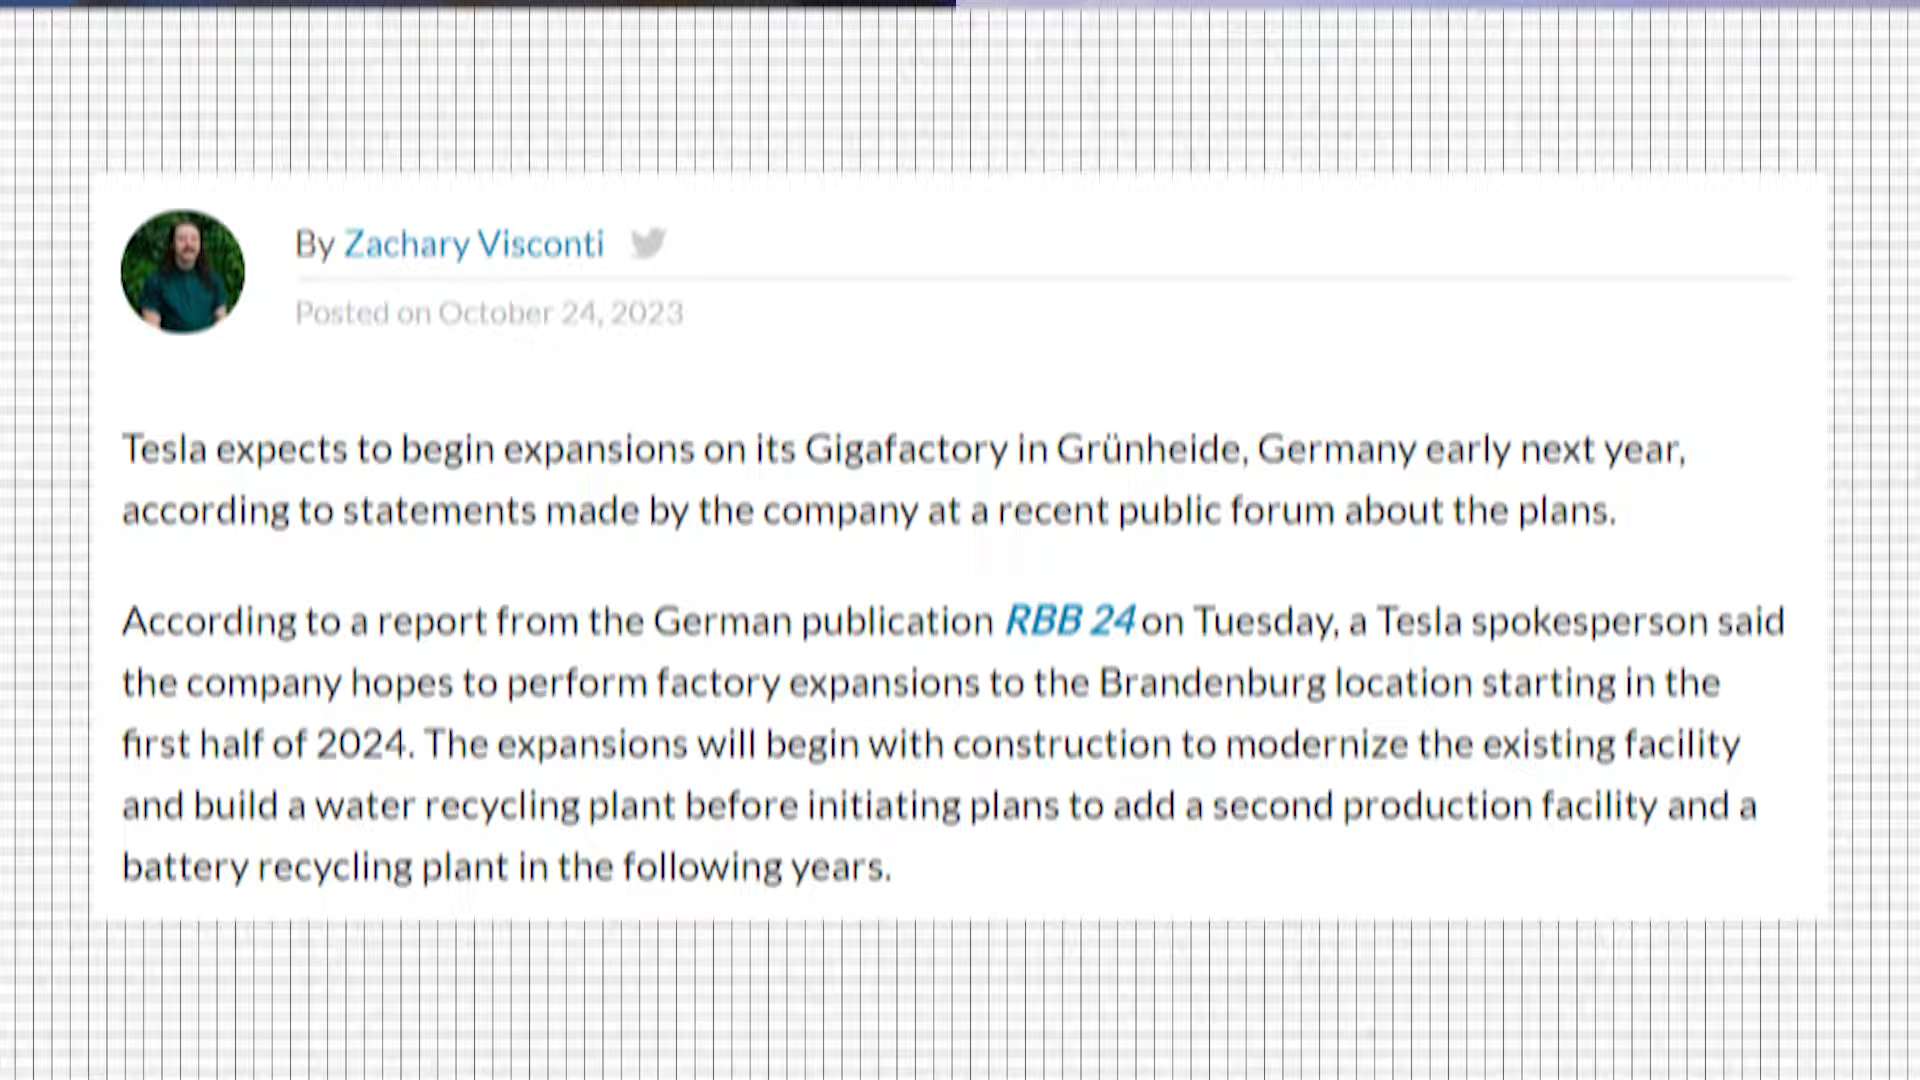 By Zachary Visconti
Posted on October 24, 2023
Tesla expects to begin expansions on its Gigafactory in Grünheide, Germany early next year,
according to statements made by the company at a recent public forum about the plans.
According to a report from the German publication RBB 24 on Tuesday, a Tesla spokesperson said
the company hopes to perform factory expansions to the Brandenburg location starting in the
first half of 2024. The expansions will begin with construction to modernize the existing facility
and build a water recycling plant before initiating plans to add a second production facility and a
battery recycling plant in the following years.